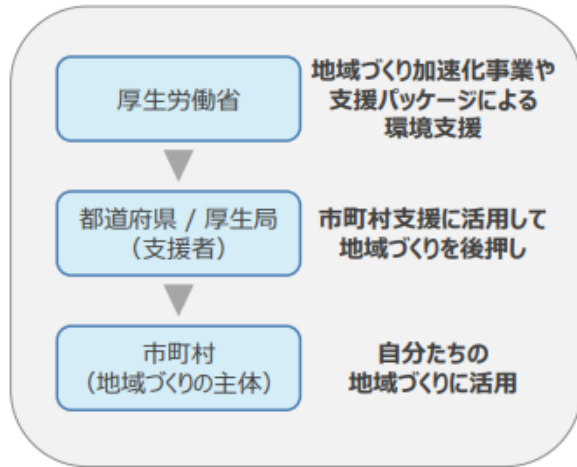 厚生労働省
地域づくり加速化事業や
支援パッケージによる
環境支援
都道府県 / 厚生局
（支援者）
市町村支援に活用して
地域づくりを後押し
市町村
（地域づくりの主体）
自分たちの
地域づくりに活用